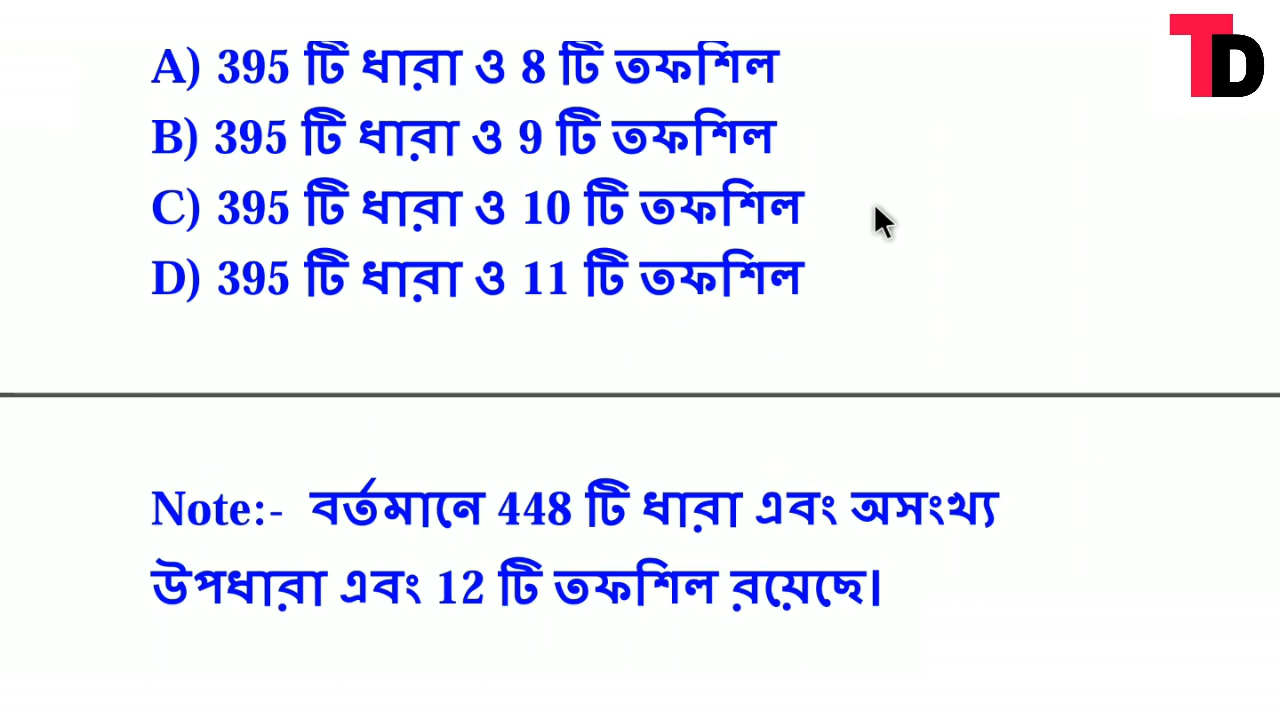 TD
A) 395 টি ধারা ও 8 টি তফশিল
B) 395 টি ধারা ও 9 টি তফশিল
C) 395 টি ধারা ও 10 টি তফশিল
D) 395 টি ধারা ও 11 টি তফশিল
Note:- বর্তমানে 448 টি ধারা এবং অসংখ্য
উপধারা এবং 12 টি তফশিল রয়েছে।